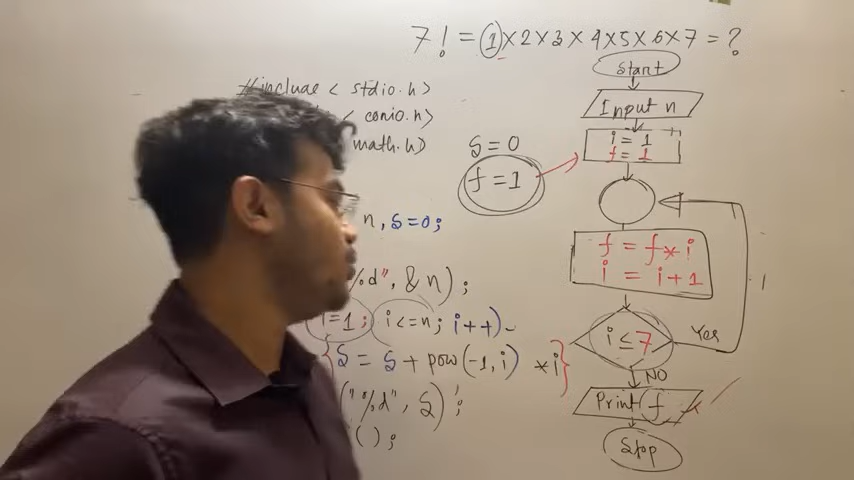 7! = 1×2×3×4×5×6×7 = ?
#include < stdio.h>
< conio.h>
math.h>
n, S=0;
%d", & n);
i=1; i<=n; i++)
{ S = S + pow(-1, i) * i }
("%d", S);
();
S = 0
f = 1
Start
Input n
i = 1
f = 1
f = f * i
i = i + 1
i ≤ 7
Yes
NO
Print f
Stop